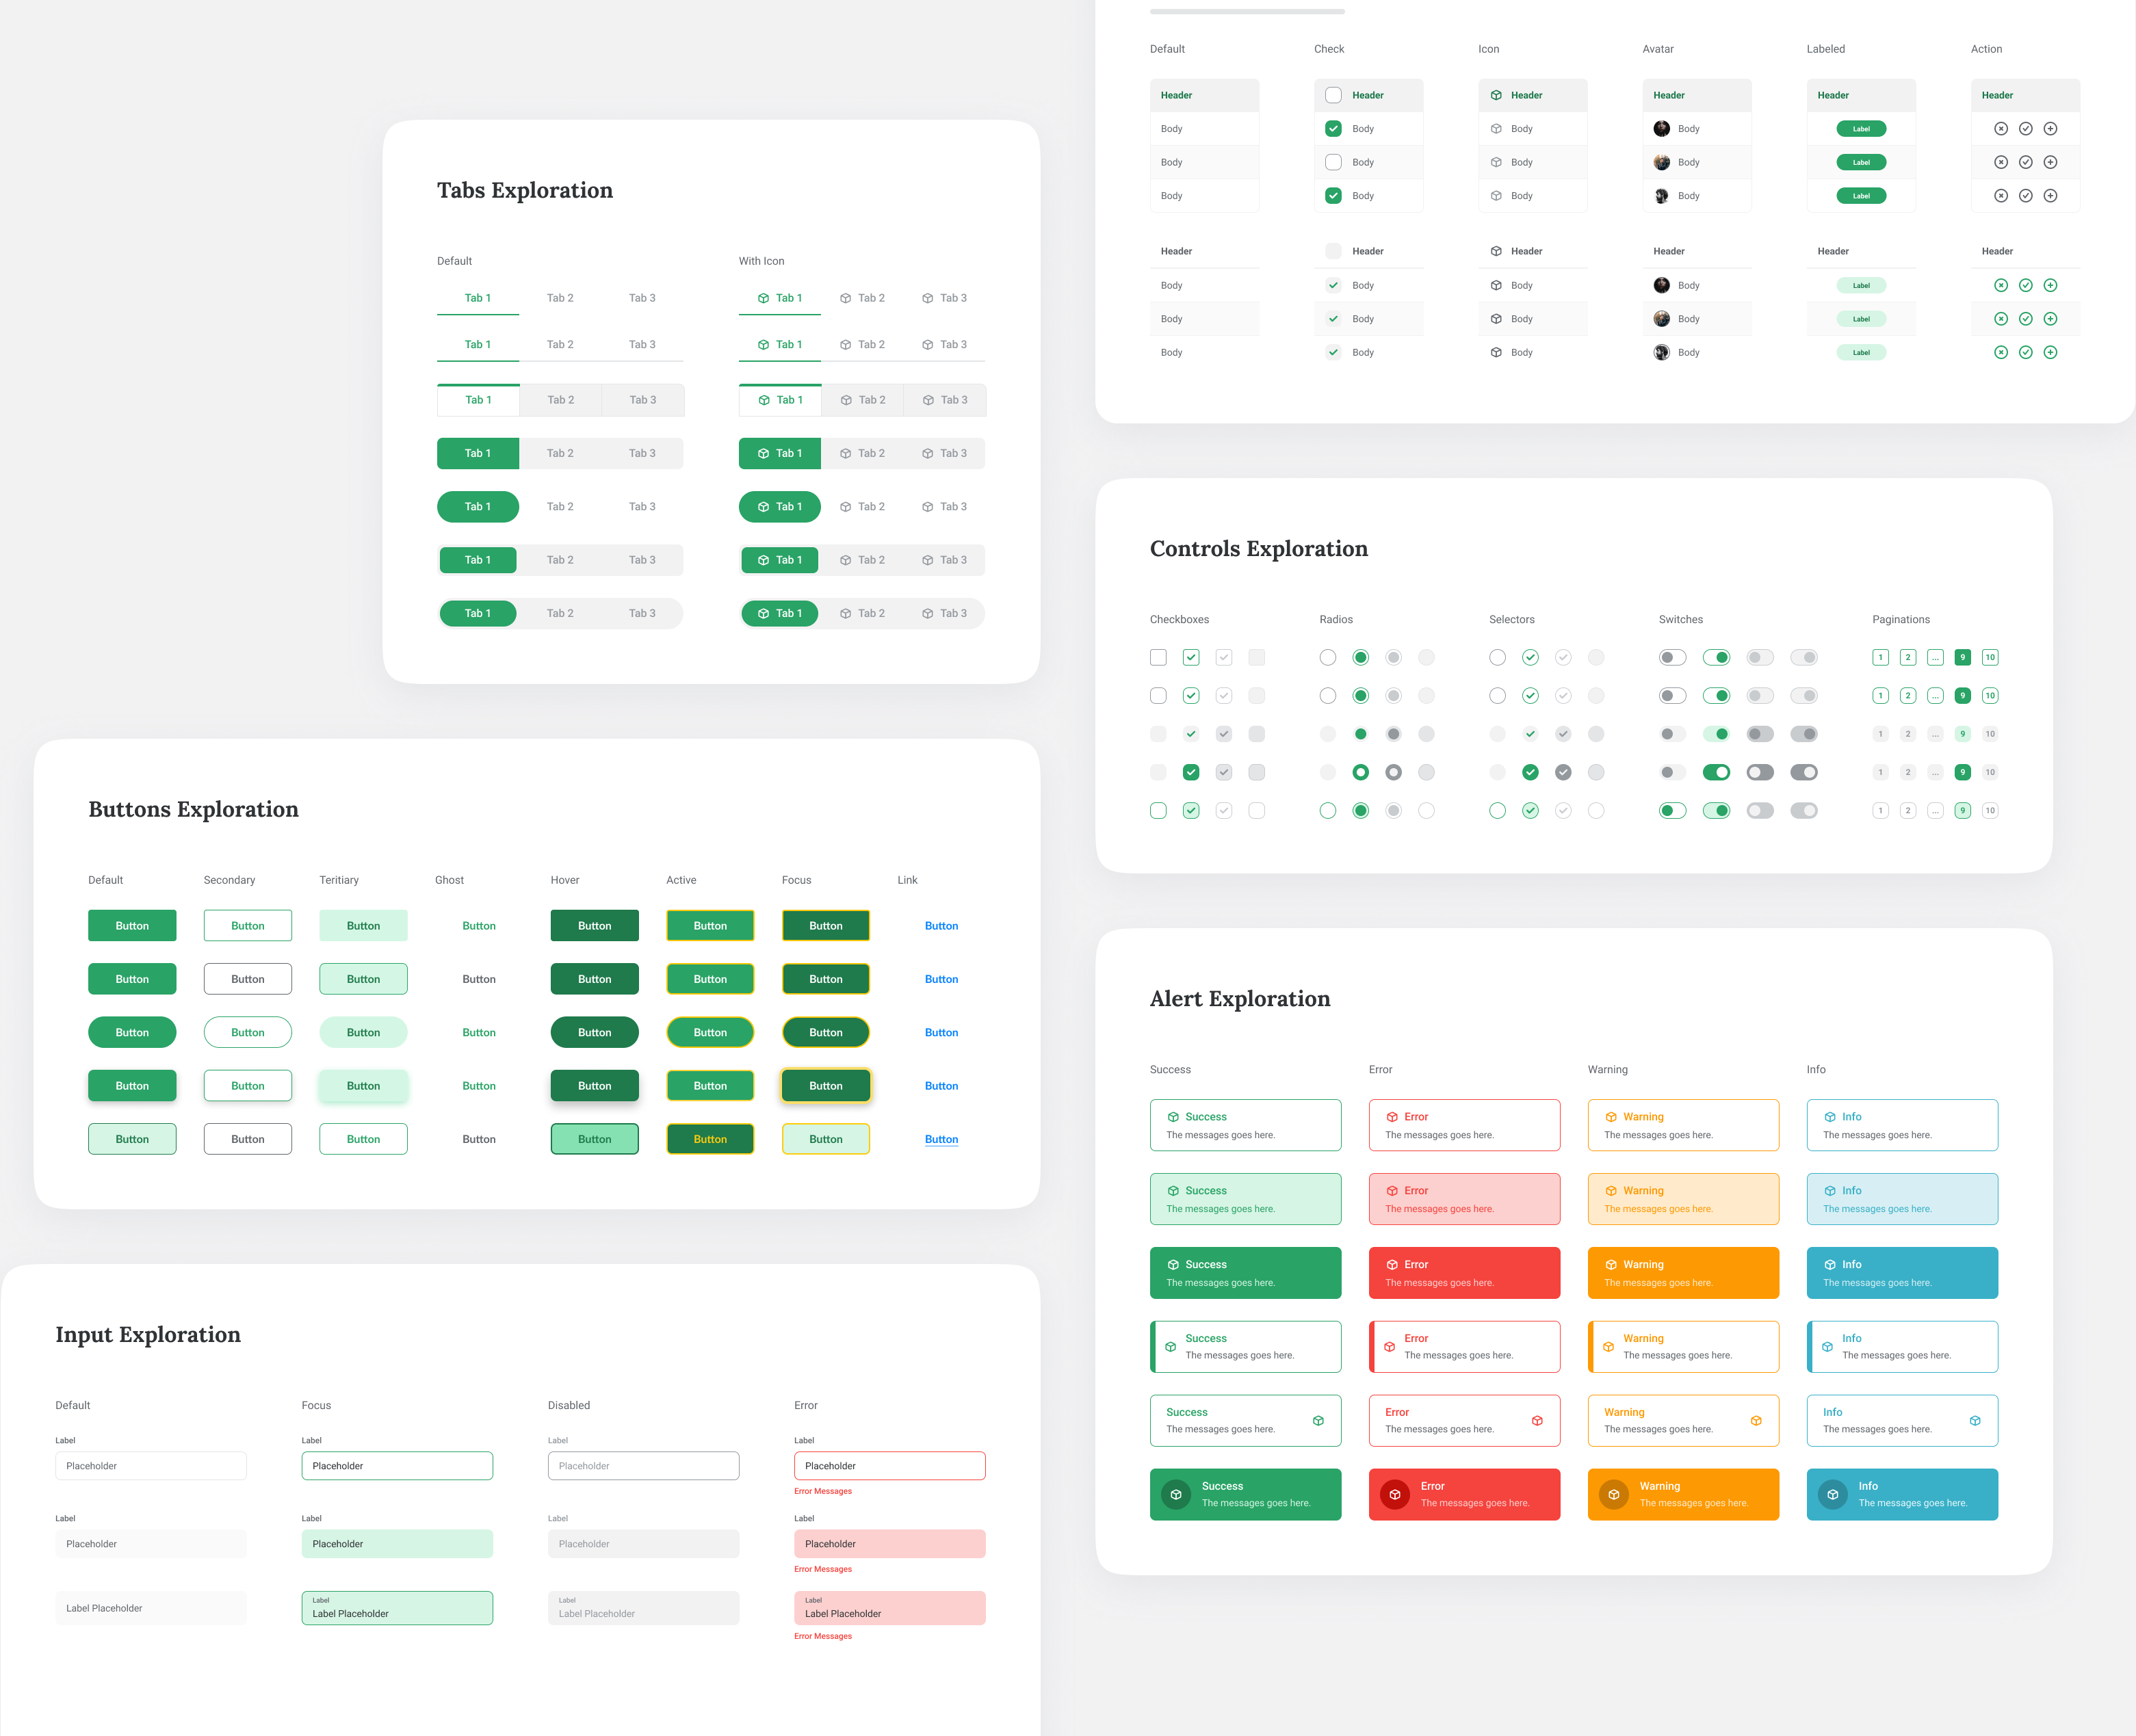 Tabs Exploration
Default
With Icon
Tab 1 Tab 2 Tab 3 Tab 1 Tab 2 Tab 3
Tab 1 Tab 2 Tab 3 Tab 1 Tab 2 Tab 3
Tab 1 Tab 2 Tab 3 Tab 1 Tab 2 Tab 3
Tab 1 Tab 2 Tab 3 Tab 1 Tab 2 Tab 3
Tab 1 Tab 2 Tab 3 Tab 1 Tab 2 Tab 3
Tab 1 Tab 2 Tab 3 Tab 1 Tab 2 Tab 3
Tab 1 Tab 2 Tab 3 Tab 1 Tab 2 Tab 3
Buttons Exploration
Default Secondary Teritiary Ghost Hover Active Focus Link
Button Button Button Button Button Button Button Button
Button Button Button Button Button Button Button Button
Button Button Button Button Button Button Button Button
Button Button Button Button Button Button Button Button
Button Button Button Button Button Button Button Button
Input Exploration
Default Focus Disabled Error
Label Label Label Label
Placeholder Placeholder Placeholder Placeholder
Error Messages
Label Label Label Label
Placeholder Placeholder Placeholder Placeholder
Error Messages
Label Label Label
Label Placeholder Label Placeholder Label Placeholder Label Placeholder
Error Messages
Default Check Icon Avatar Labeled Action
Header Header Header Header Header Header
Body Body Body Body Label
Body Body Body Body Label
Body Body Body Body Label
Header Header Header Header Header Header
Body Body Body Body Label
Body Body Body Body Label
Body Body Body Body Label
Controls Exploration
Checkboxes Radios Selectors Switches Paginations
1 2 ... 9 10
1 2 ... 9 10
1 2 ... 9 10
1 2 ... 9 10
1 2 ... 9 10
Alert Exploration
Success Error Warning Info
Success Error Warning Info
The messages goes here. The messages goes here. The messages goes here. The messages goes here.
Success Error Warning Info
The messages goes here. The messages goes here. The messages goes here. The messages goes here.
Success Error Warning Info
The messages goes here. The messages goes here. The messages goes here. The messages goes here.
Success Error Warning Info
The messages goes here. The messages goes here. The messages goes here. The messages goes here.
Success Error Warning Info
The messages goes here. The messages goes here. The messages goes here. The messages goes here.
Success Error Warning Info
The messages goes here. The messages goes here. The messages goes here. The messages goes here.